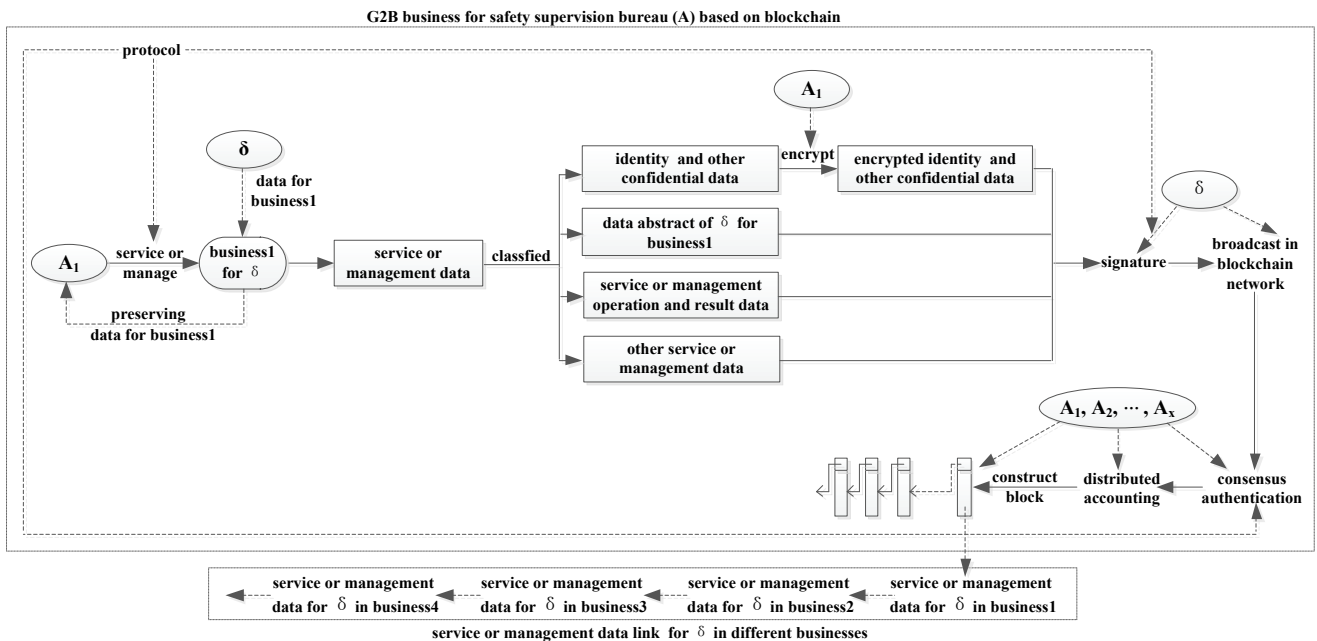 G2B business for safety supervision bureau (A) based on blockchain
protocol
A₁
δ
data for
business1
A₁
service or
manage
business1
for δ
preserving
data for business1
service or
management data
classfied
identity and other
confidential data
encrypt
encrypted identity and
other confidential data
data abstract of δ for
business1
service or management
operation and result data
other service or
management data
δ
signature
broadcast in
blockchain
network
A₁, A₂, ⋯, Aₓ
construct
block
distributed
accounting
consensus
authentication
service or management
data for δ in business4
service or management
data for δ in business3
service or management
data for δ in business2
service or management
data for δ in business1
service or management data link for δ in different businesses